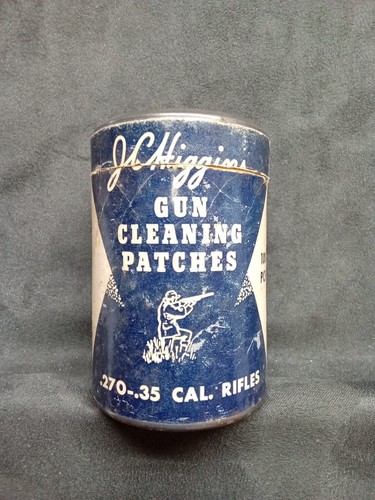 J.C. Higgins
GUN
CLEANING
PATCHES
.270-.35 CAL. RIFLES